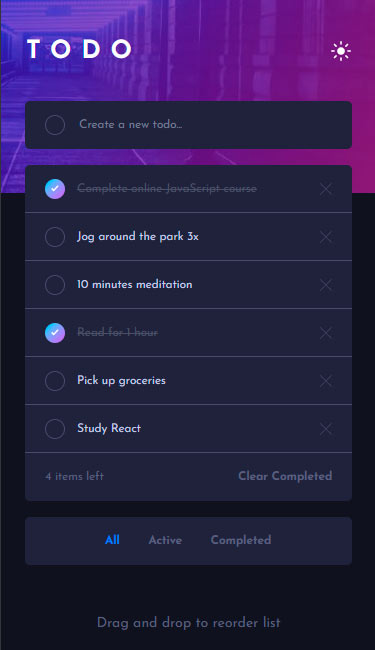 TODO
Create a new todo...
Complete online JavaScript course
Jog around the park 3x
10 minutes meditation
Read for 1 hour
Pick up groceries
Study React
4 items left Clear Completed
All Active Completed
Drag and drop to reorder list